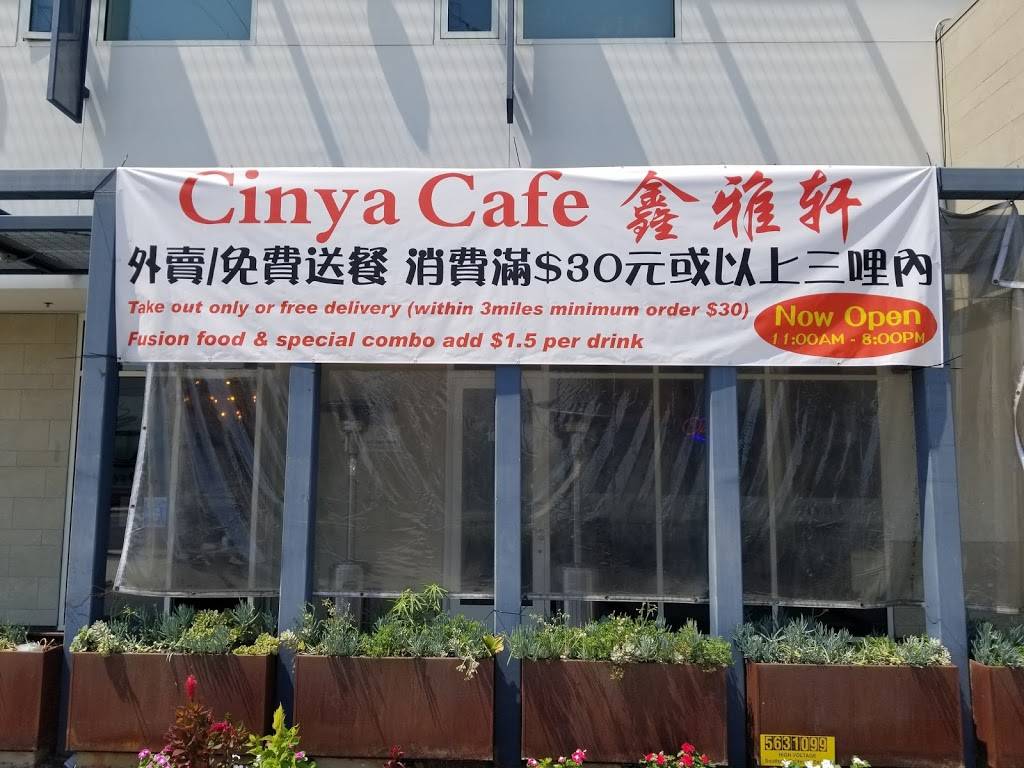 Cinya Cafe 鑫雅轩
外賣/免費送餐 消費滿$30元或以上三哩內
Take out only or free delivery (within 3miles minimum order $30)
Fusion food & special combo add $1.5 per drink
Now Open
11:00AM - 8:00PM
5631099
HIGH VOLTAGE